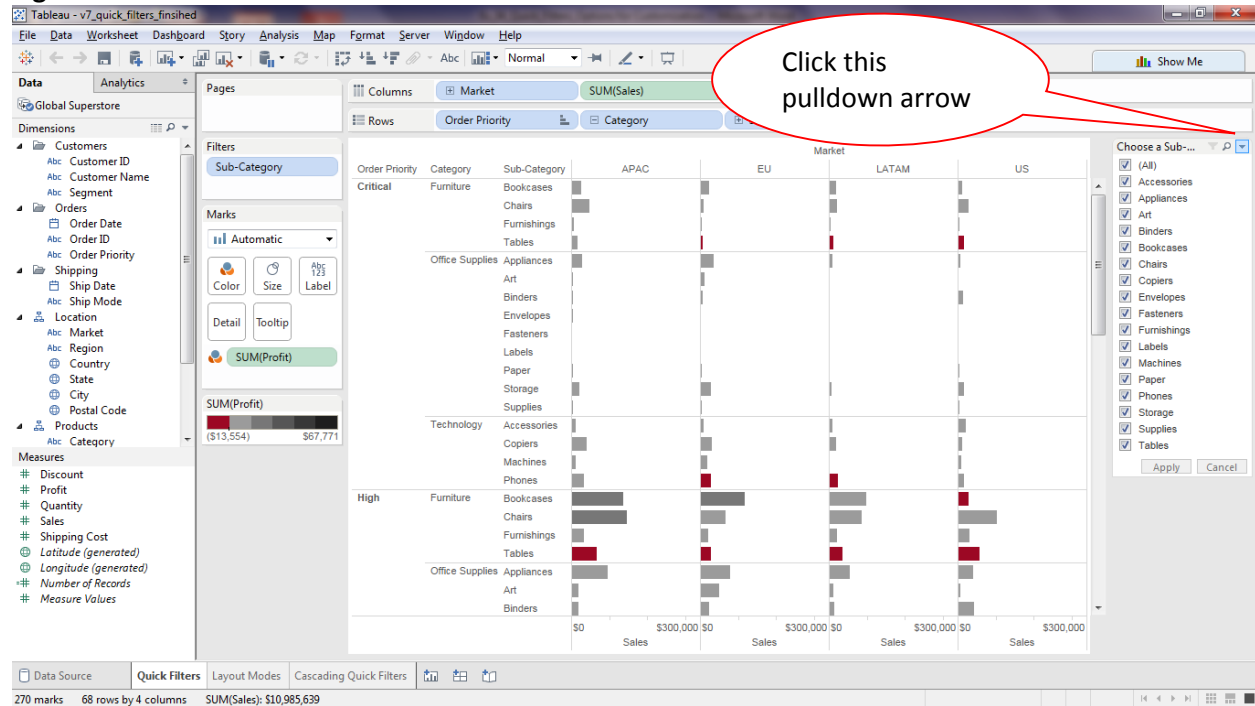 Tableau - v7_quick_filters_finsihed
File Data Worksheet Dashboard Story Analysis Map Format Server Window Help
Abc Normal
Show Me
Click this
pulldown arrow
Data Analytics
Global Superstore
Dimensions
Customers
Abc Customer ID
Abc Customer Name
Abc Segment
Orders
Order Date
Abc Order ID
Abc Order Priority
Shipping
Ship Date
Abc Ship Mode
Location
Abc Market
Abc Region
Country
State
City
Postal Code
Products
Abc Category
Measures
# Discount
# Profit
# Quantity
# Sales
# Shipping Cost
Latitude (generated)
Longitude (generated)
# Number of Records
# Measure Values
Pages
Filters
Sub-Category
Marks
Automatic
Color Size Abc 123 Label
Detail Tooltip
SUM(Profit)
SUM(Profit)
($13,554) $67,771
Columns Market SUM(Sales)
Rows Order Priority Category
Market
Order Priority Category Sub-Category APAC EU LATAM US
Critical Furniture Bookcases
Chairs
Furnishings
Tables
Office Supplies Appliances
Art
Binders
Envelopes
Fasteners
Labels
Paper
Storage
Supplies
Technology Accessories
Copiers
Machines
Phones
High Furniture Bookcases
Chairs
Furnishings
Tables
Office Supplies Appliances
Art
Binders
$0 $300,000 $0 $300,000 $0 $300,000 $0 $300,000
Sales Sales Sales Sales
Choose a Sub-...
(All)
Accessories
Appliances
Art
Binders
Bookcases
Chairs
Copiers
Envelopes
Fasteners
Furnishings
Labels
Machines
Paper
Phones
Storage
Supplies
Tables
Apply Cancel
Data Source Quick Filters Layout Modes Cascading Quick Filters
270 marks 68 rows by 4 columns SUM(Sales): $10,985,639